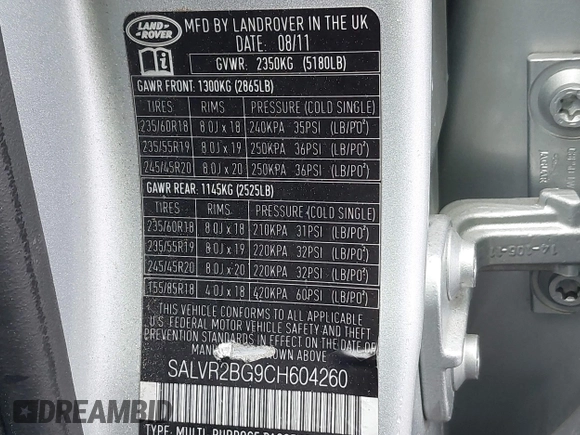 LAND
ROVER
MFD BY LANDROVER IN THE UK
DATE: 08/11
GVWR: 2350KG (5180LB)
GAWR FRONT: 1300KG (2865LB)
TIRES RIMS PRESSURE (COLD SINGLE)
235/60R18 8.0J x 18 240KPA 35PSI (LB/PO²)
235/55R19 8.0J x 19 250KPA 36PSI (LB/PO²)
245/45R20 8.0J x 20 250KPA 36PSI (LB/PO²)
GAWR REAR: 1145KG (2525LB)
TIRES RIMS PRESSURE (COLD SINGLE)
235/60R18 8.0J x 18 210KPA 31PSI (LB/PO²)
235/55R19 8.0J x 19 220KPA 32PSI (LB/PO²)
245/45R20 8.0J x 20 220KPA 32PSI (LB/PO²)
T55/85R18 4.0J x 18 420KPA 60PSI (LB/PO²)
THIS VEHICLE CONFORMS TO ALL APPLICABLE
U.S. FEDERAL MOTOR VEHICLE SAFETY AND THEFT
PREVENTION STANDARDS IN EFFECT ON THE DATE
OF MANUFACTURE SHOWN ABOVE
SALVR2BG9CH604260
TYPE: MULTI-PURPOSE
JAGUAR
DREAMBID